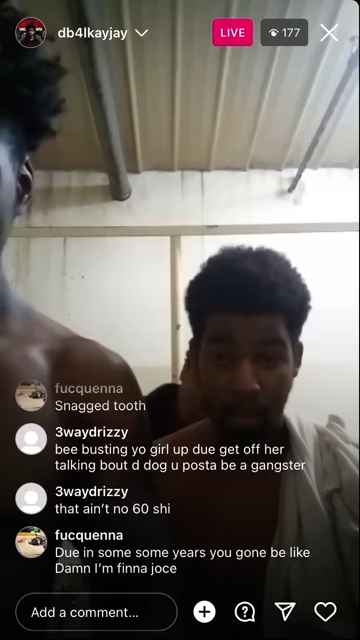 db4lkayjay
LIVE
177
fucquenna
Snagged tooth
3waydrizzy
bee busting yo girl up due get off her
talking bout d dog u posta be a gangster
3waydrizzy
that ain't no 60 shi
fucquenna
Due in some some years you gone be like
Damn I'm finna joce
Add a comment...